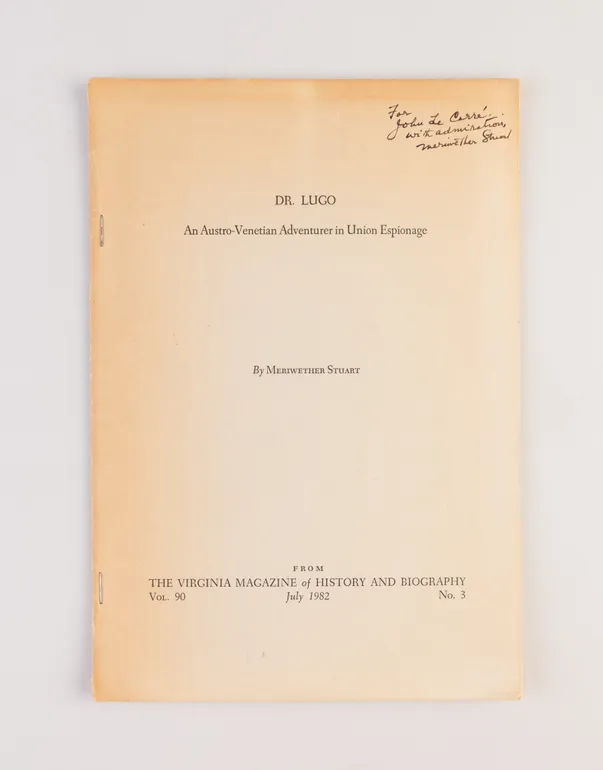 For
John Le Carré
with admiration,
Meriwether Stuart
DR. LUGO
An Austro-Venetian Adventurer in Union Espionage
By MERIWETHER STUART
FROM
THE VIRGINIA MAGAZINE of HISTORY AND BIOGRAPHY
VOL. 90 July 1982 No. 3